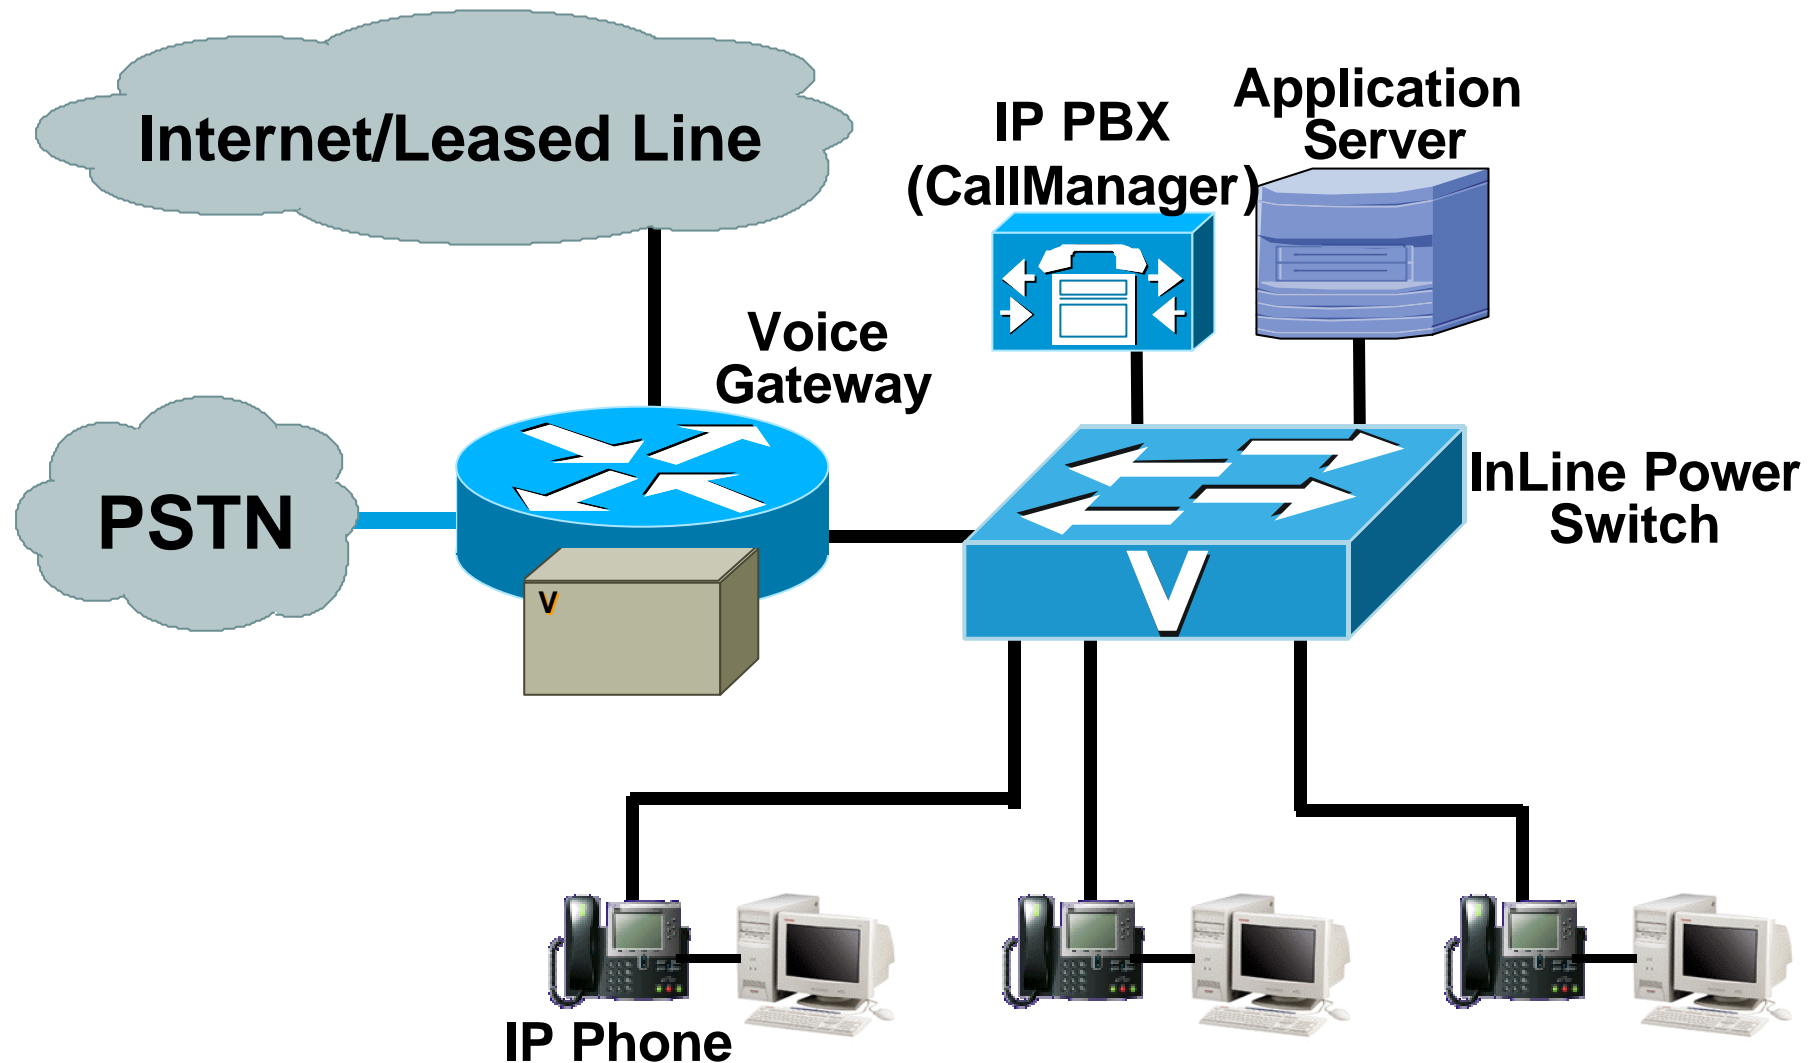 Internet/Leased Line
IP PBX
(CallManager)
Application
Server
Voice
Gateway
PSTN
InLine Power
Switch
V
V
IP Phone